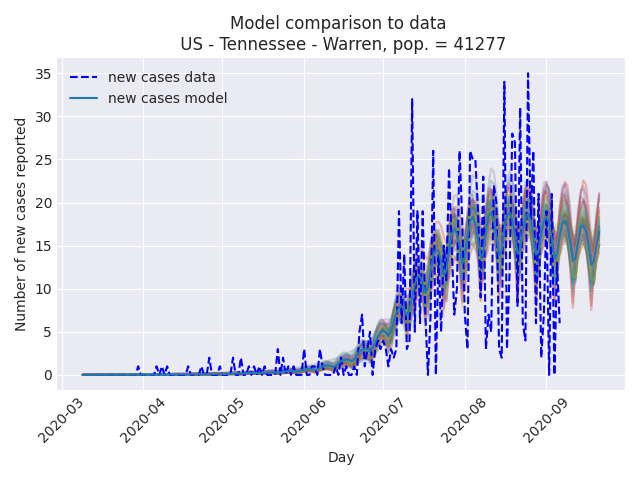 Model comparison to data
US - Tennessee - Warren, pop. = 41277
new cases data
new cases model
Number of new cases reported
35
30
25
20
15
10
5
0
2020-03
2020-04
2020-05
2020-06
2020-07
2020-08
2020-09
Day